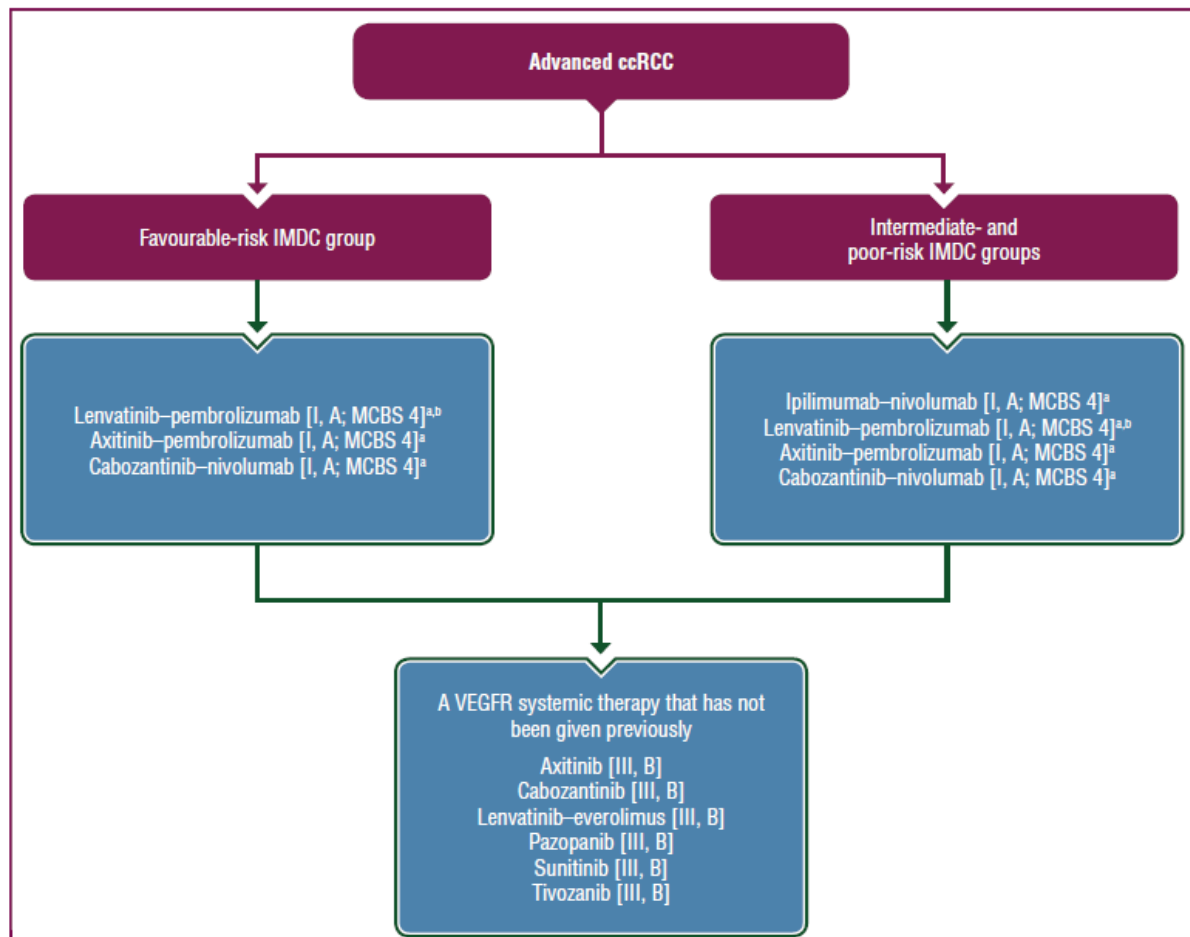 Advanced ccRCC
Favourable-risk IMDC group
Intermediate- and
poor-risk IMDC groups
Lenvatinib–pembrolizumab [I, A; MCBS 4]a,b
Axitinib–pembrolizumab [I, A; MCBS 4]a
Cabozantinib–nivolumab [I, A; MCBS 4]a
Ipilimumab–nivolumab [I, A; MCBS 4]a
Lenvatinib–pembrolizumab [I, A; MCBS 4]a,b
Axitinib–pembrolizumab [I, A; MCBS 4]a
Cabozantinib–nivolumab [I, A; MCBS 4]a
A VEGFR systemic therapy that has not
been given previously
Axitinib [III, B]
Cabozantinib [III, B]
Lenvatinib–everolimus [III, B]
Pazopanib [III, B]
Sunitinib [III, B]
Tivozanib [III, B]